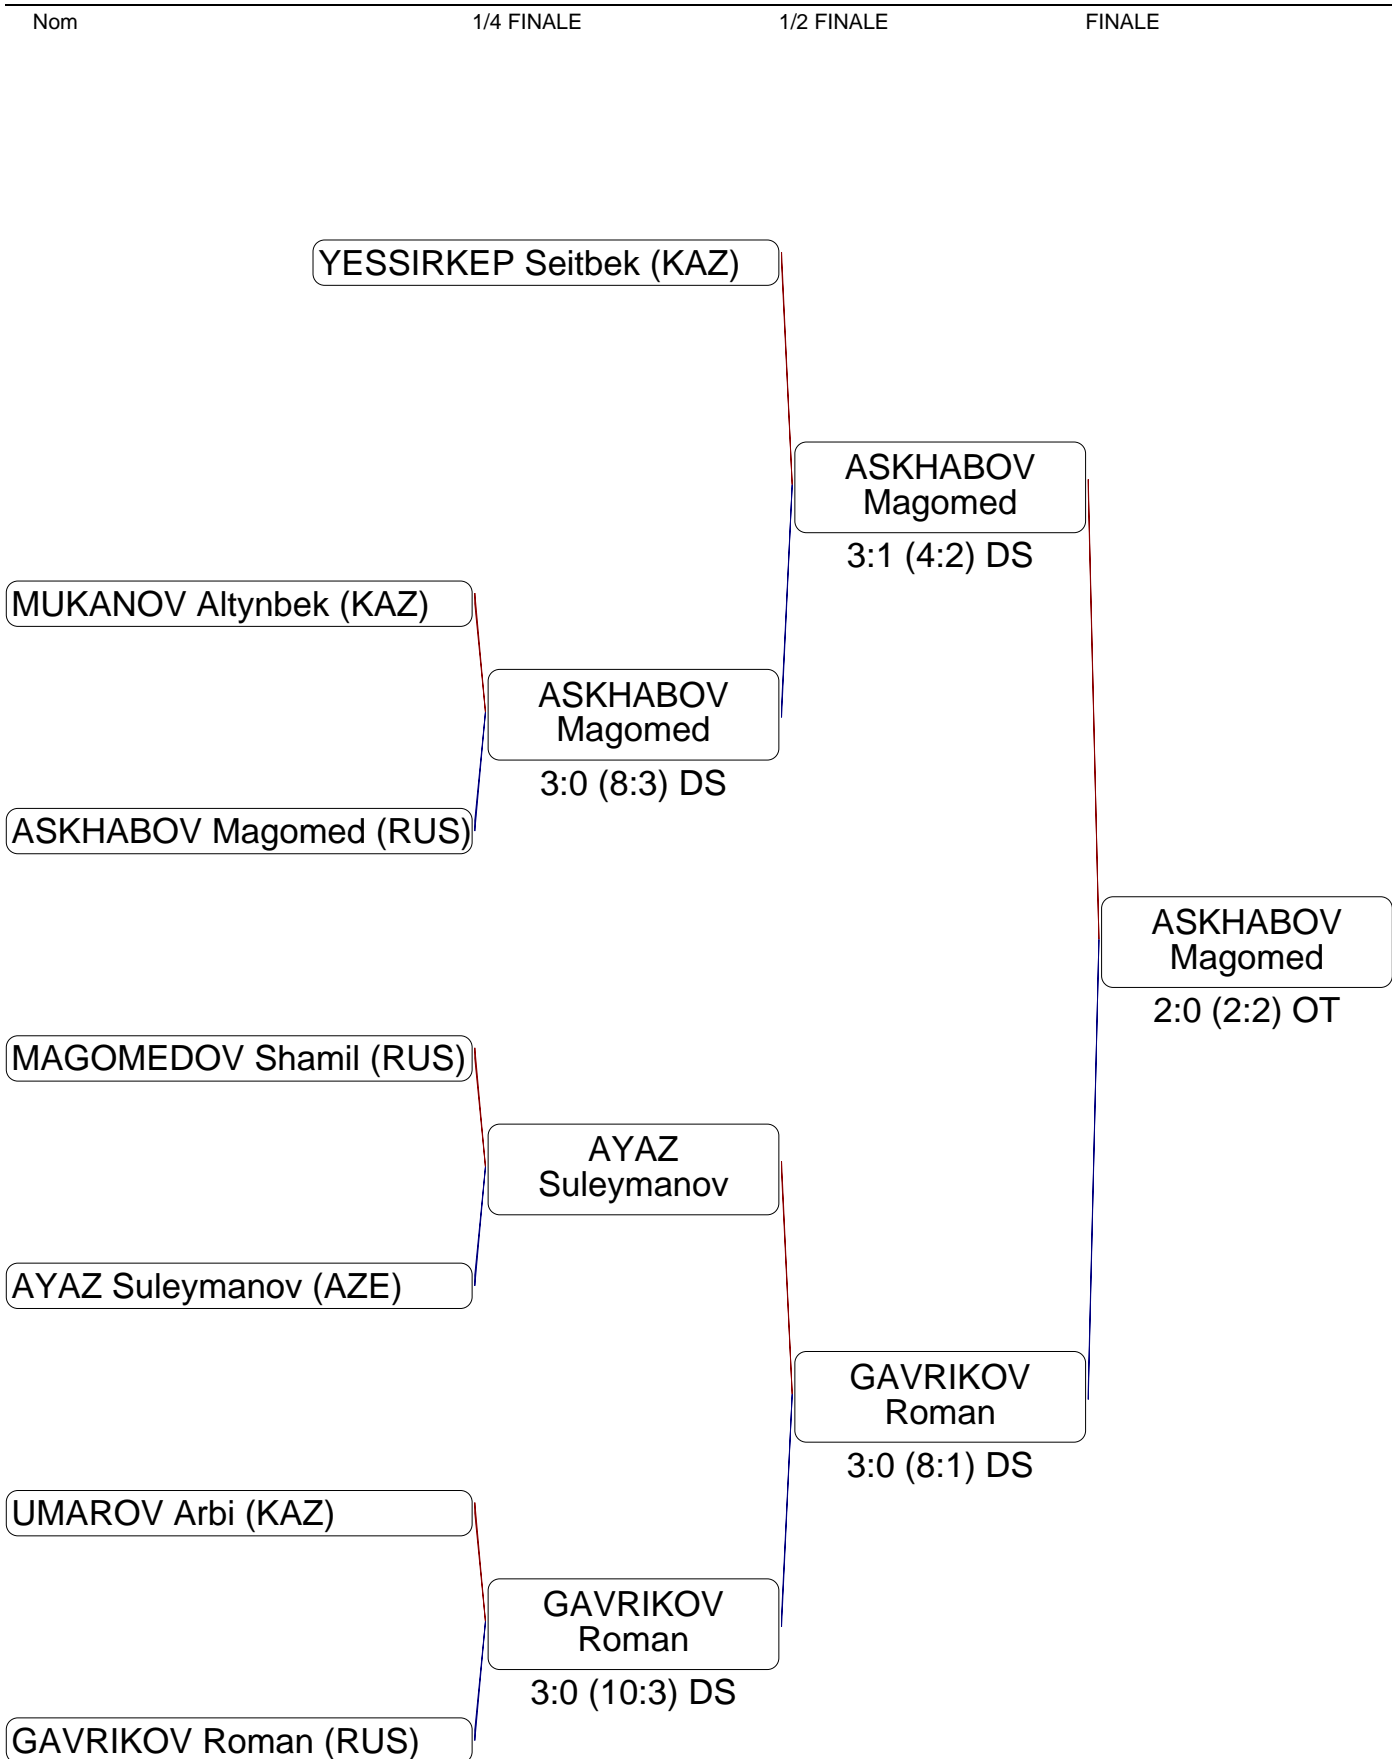 Nom 1/4 FINALE 1/2 FINALE FINALE
YESSIRKEP Seitbek (KAZ)
ASKHABOV
Magomed
3:1 (4:2) DS
MUKANOV Altynbek (KAZ)
ASKHABOV
Magomed
3:0 (8:3) DS
ASKHABOV Magomed (RUS)
ASKHABOV
Magomed
2:0 (2:2) OT
MAGOMEDOV Shamil (RUS)
AYAZ
Suleymanov
AYAZ Suleymanov (AZE)
GAVRIKOV
Roman
3:0 (8:1) DS
UMAROV Arbi (KAZ)
GAVRIKOV
Roman
3:0 (10:3) DS
GAVRIKOV Roman (RUS)